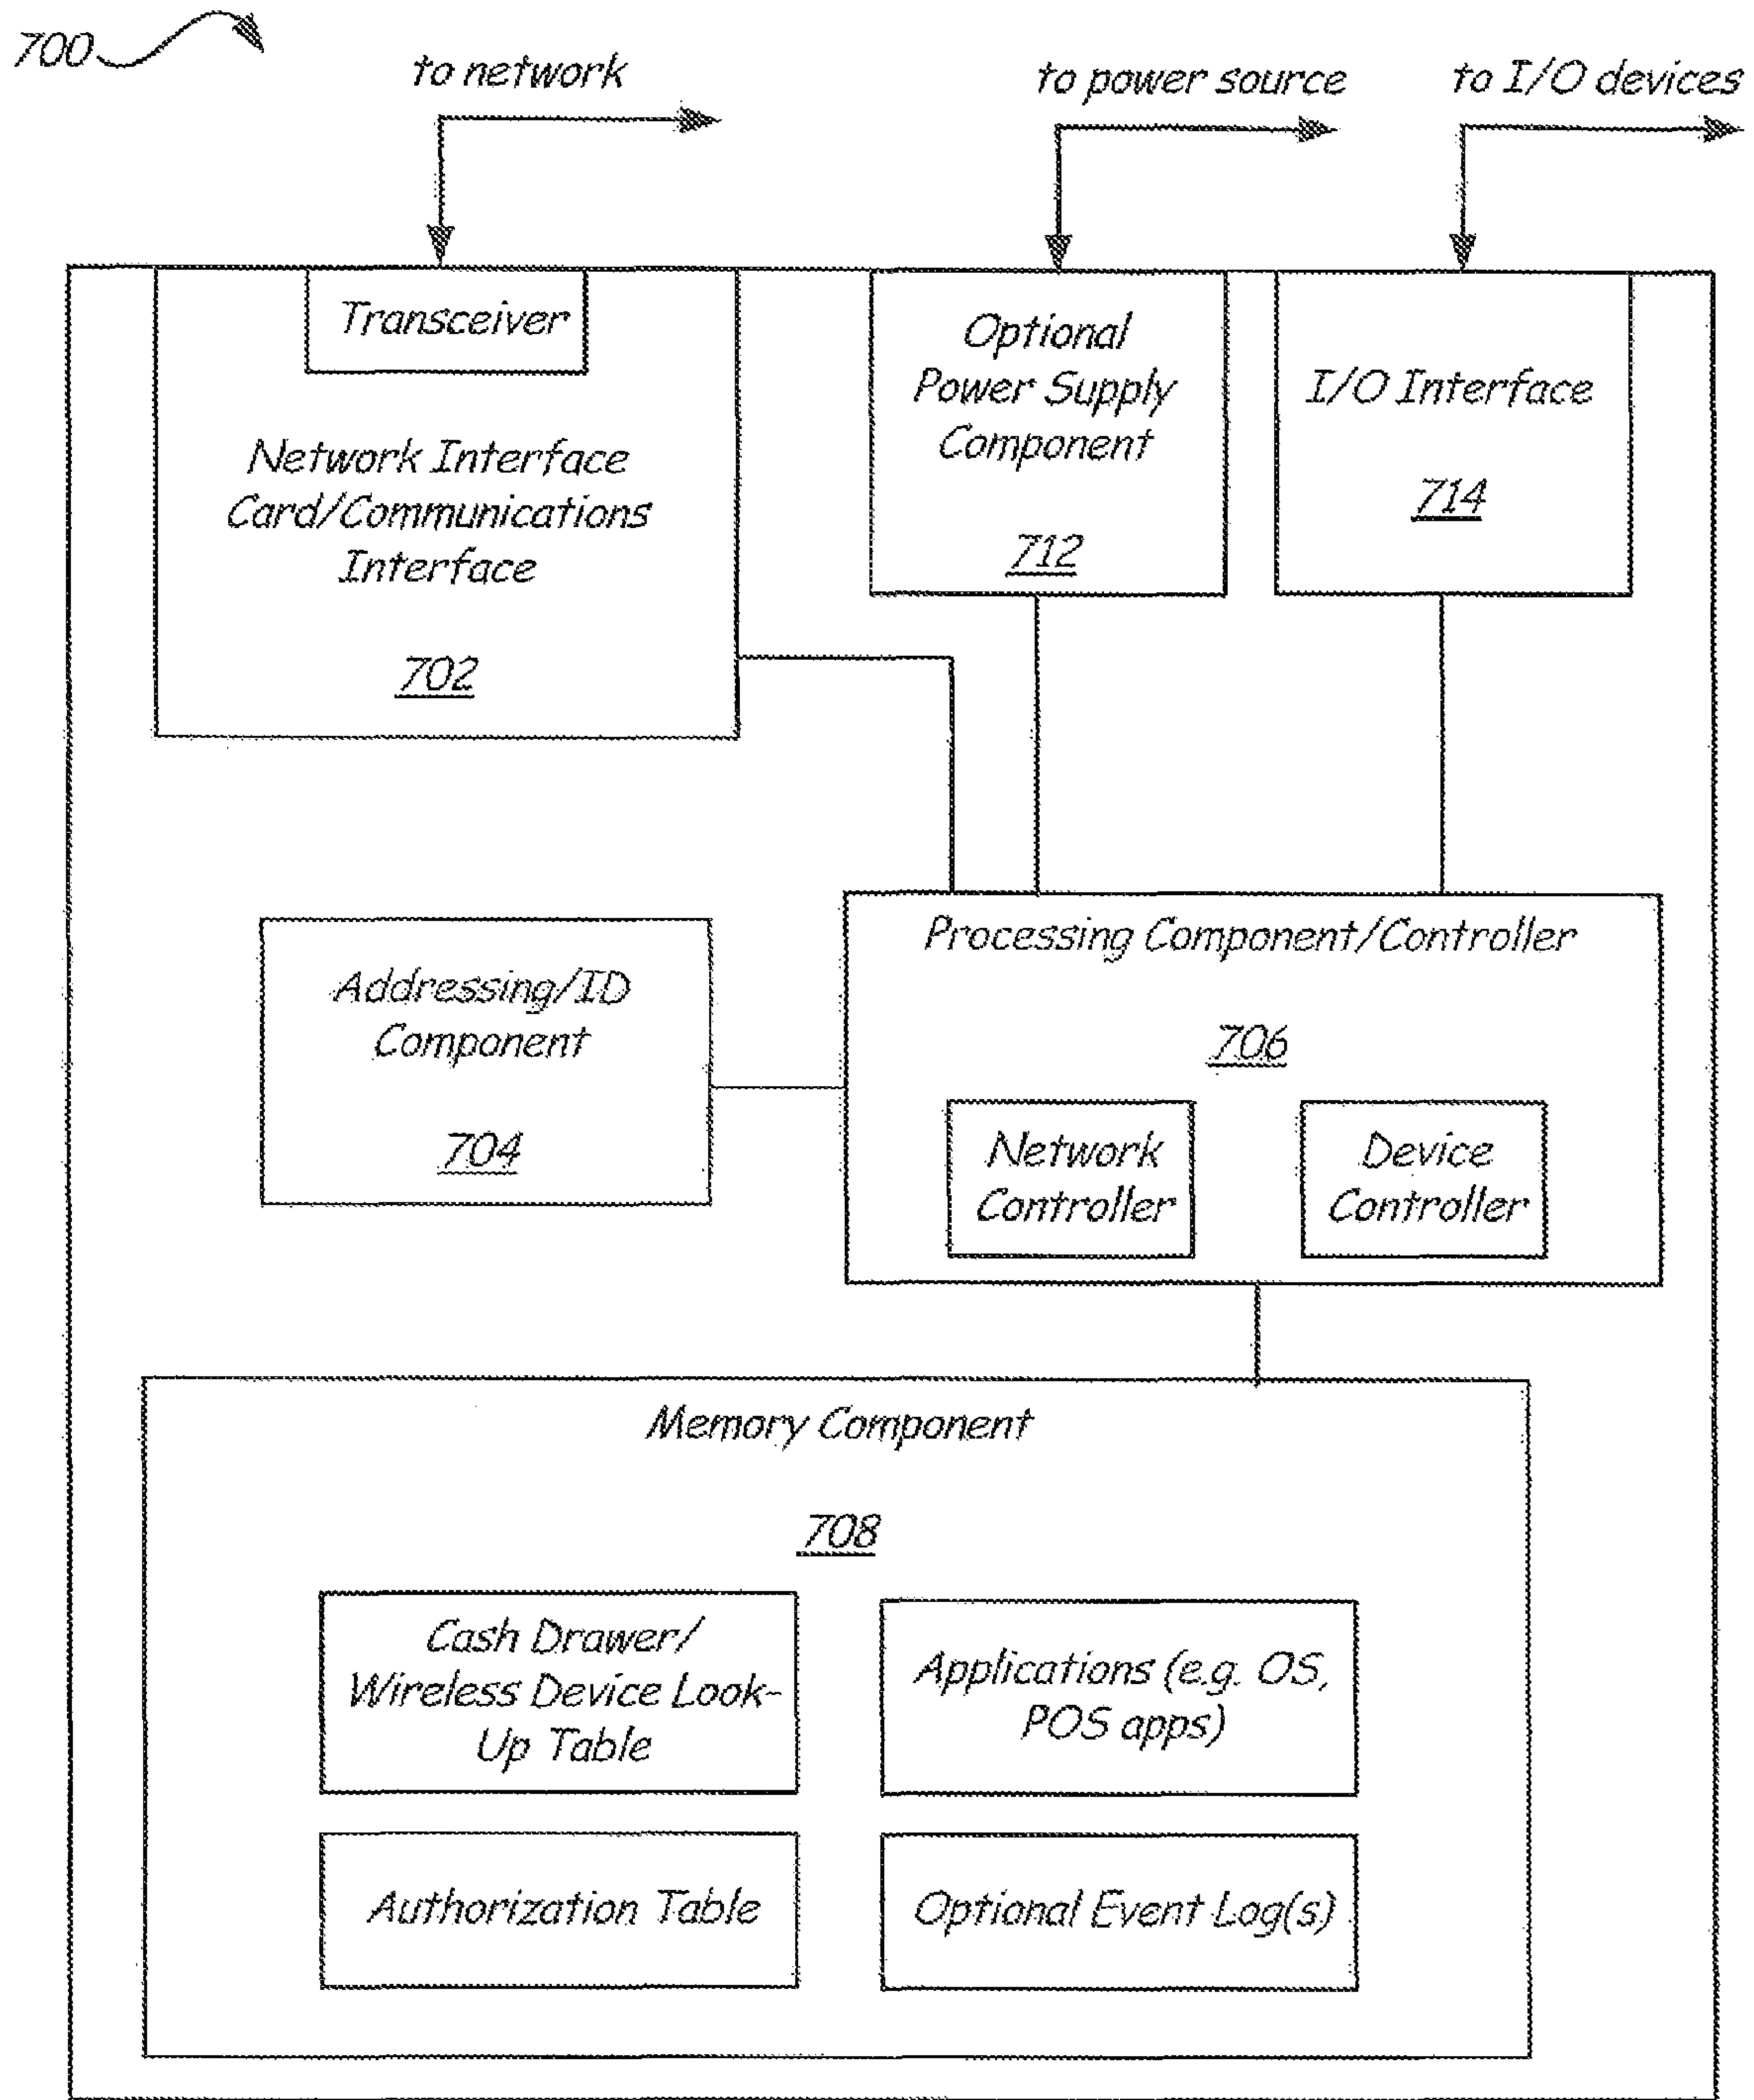 700
to network
to power source
to I/O devices
Transceiver
Network Interface
Card/Communications
Interface
702
Optional
Power Supply
Component
712
I/O Interface
714
Addressing/ID
Component
704
Processing Component/Controller
706
Network
Controller
Device
Controller
Memory Component
708
Cash Drawer/
Wireless Device Look-
Up Table
Applications (e.g. OS,
POS apps)
Authorization Table
Optional Event Log(s)